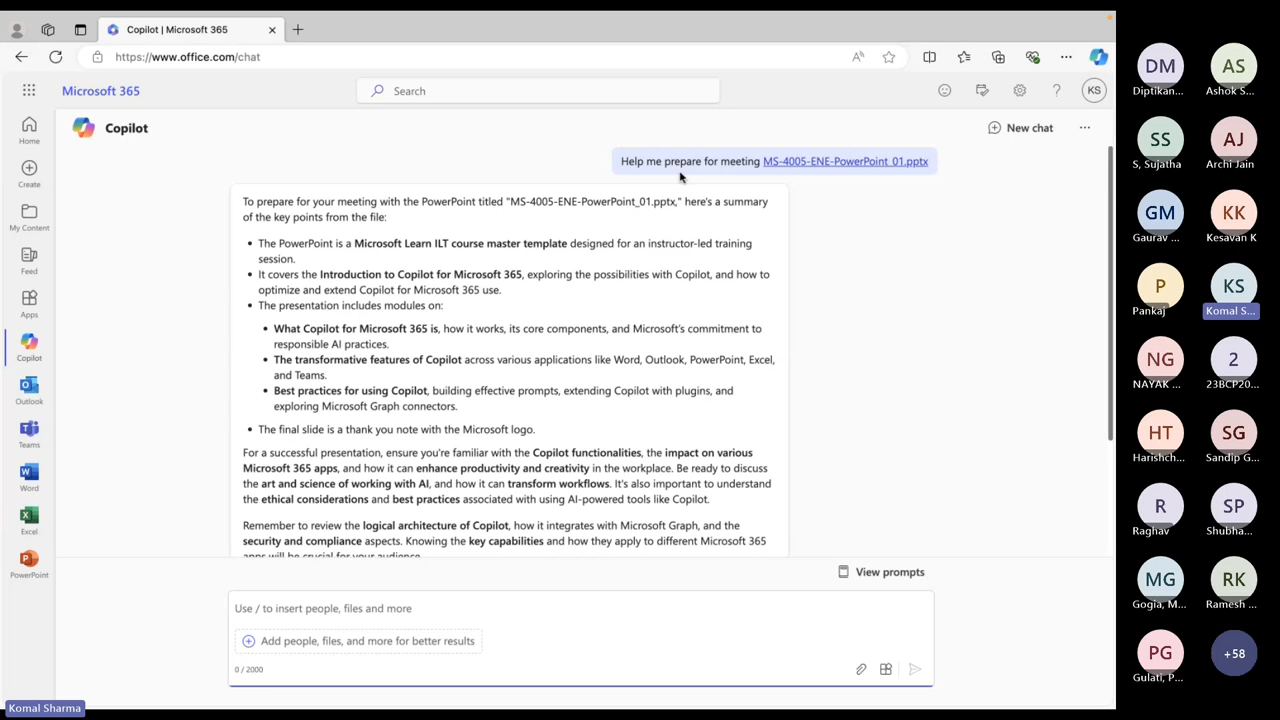 Copilot | Microsoft 365
https://www.office.com/chat
Microsoft 365
Search
KS
Home
Create
My Content
Feed
Apps
Copilot
Outlook
Teams
Word
Excel
PowerPoint
Copilot
New chat
Help me prepare for meeting MS-4005-ENE-PowerPoint_01.pptx
To prepare for your meeting with the PowerPoint titled "MS-4005-ENE-PowerPoint_01.pptx," here's a summary
of the key points from the file:
• The PowerPoint is a Microsoft Learn ILT course master template designed for an instructor-led training
session.
• It covers the Introduction to Copilot for Microsoft 365, exploring the possibilities with Copilot, and how to
optimize and extend Copilot for Microsoft 365 use.
• The presentation includes modules on:
• What Copilot for Microsoft 365 is, how it works, its core components, and Microsoft's commitment to
responsible AI practices.
• The transformative features of Copilot across various applications like Word, Outlook, PowerPoint, Excel,
and Teams.
• Best practices for using Copilot, building effective prompts, extending Copilot with plugins, and
exploring Microsoft Graph connectors.
• The final slide is a thank you note with the Microsoft logo.
For a successful presentation, ensure you're familiar with the Copilot functionalities, the impact on various
Microsoft 365 apps, and how it can enhance productivity and creativity in the workplace. Be ready to discuss
the art and science of working with AI, and how it can transform workflows. It's also important to understand
the ethical considerations and best practices associated with using AI-powered tools like Copilot.
Remember to review the logical architecture of Copilot, how it integrates with Microsoft Graph, and the
security and compliance aspects. Knowing the key capabilities and how they apply to different Microsoft 365
apps will be crucial for your audience.
View prompts
Use / to insert people, files and more
Add people, files, and more for better results
0 / 2000
Komal Sharma
DM
Diptikan...
AS
Ashok S...
SS
S, Sujatha
AJ
Archi Jain
GM
Gaurav ...
KK
Kesavan K
P
Pankaj
KS
Komal S...
NG
NAYAK ...
2
23BCP20...
HT
Harishch...
SG
Sandip G...
R
Raghav
SP
Shubha...
MG
Gogia, M...
RK
Ramesh ...
PG
Gulati, P...
+58